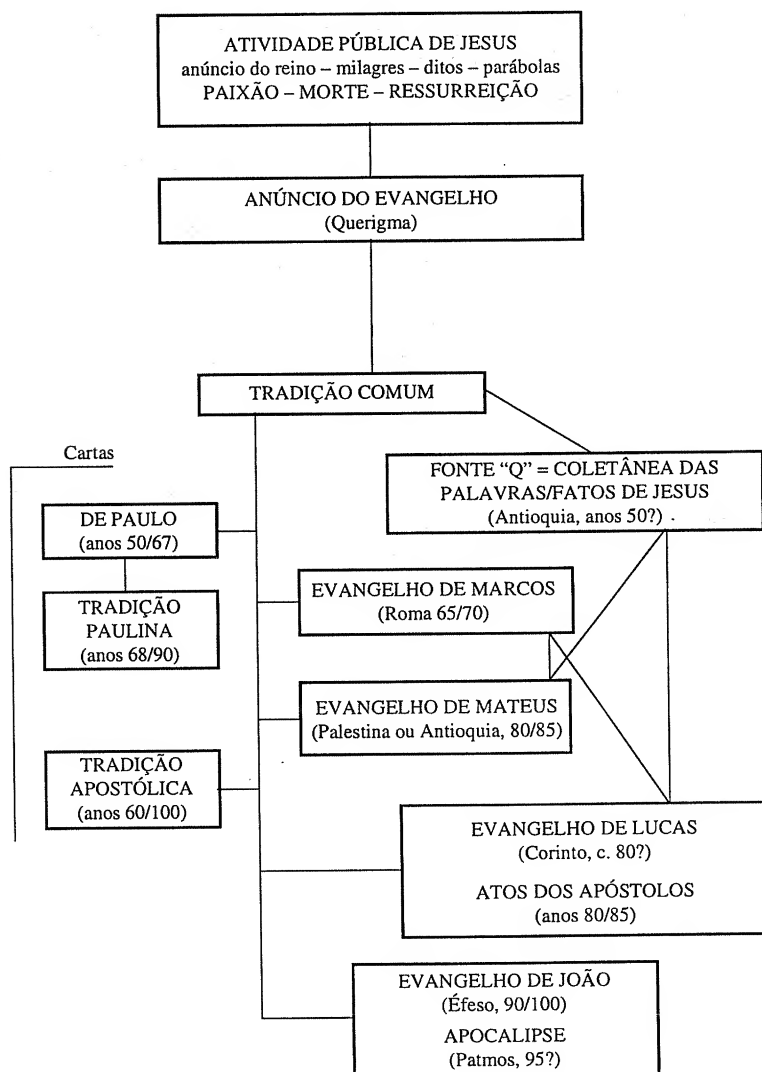 ATIVIDADE PÚBLICA DE JESUS
anúncio do reino – milagres – ditos – parábolas
PAIXÃO – MORTE – RESSURREIÇÃO
ANÚNCIO DO EVANGELHO
(Querigma)
TRADIÇÃO COMUM
Cartas
FONTE “Q” = COLETÂNEA DAS
PALAVRAS/FATOS DE JESUS
(Antioquia, anos 50?)
DE PAULO
(anos 50/67)
TRADIÇÃO
PAULINA
(anos 68/90)
EVANGELHO DE MARCOS
(Roma 65/70)
EVANGELHO DE MATEUS
(Palestina ou Antioquia, 80/85)
TRADIÇÃO
APOSTÓLICA
(anos 60/100)
EVANGELHO DE LUCAS
(Corinto, c. 80?)
ATOS DOS APÓSTOLOS
(anos 80/85)
EVANGELHO DE JOÃO
(Éfeso, 90/100)
APOCALIPSE
(Patmos, 95?)